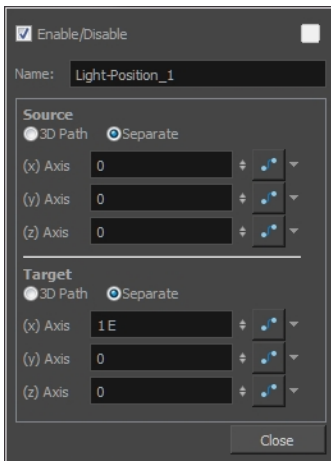 Enable/Disable
Name: Light-Position_1
Source
3D Path Separate
(x) Axis 0
(y) Axis 0
(z) Axis 0
Target
3D Path Separate
(x) Axis 1 E
(y) Axis 0
(z) Axis 0
Close